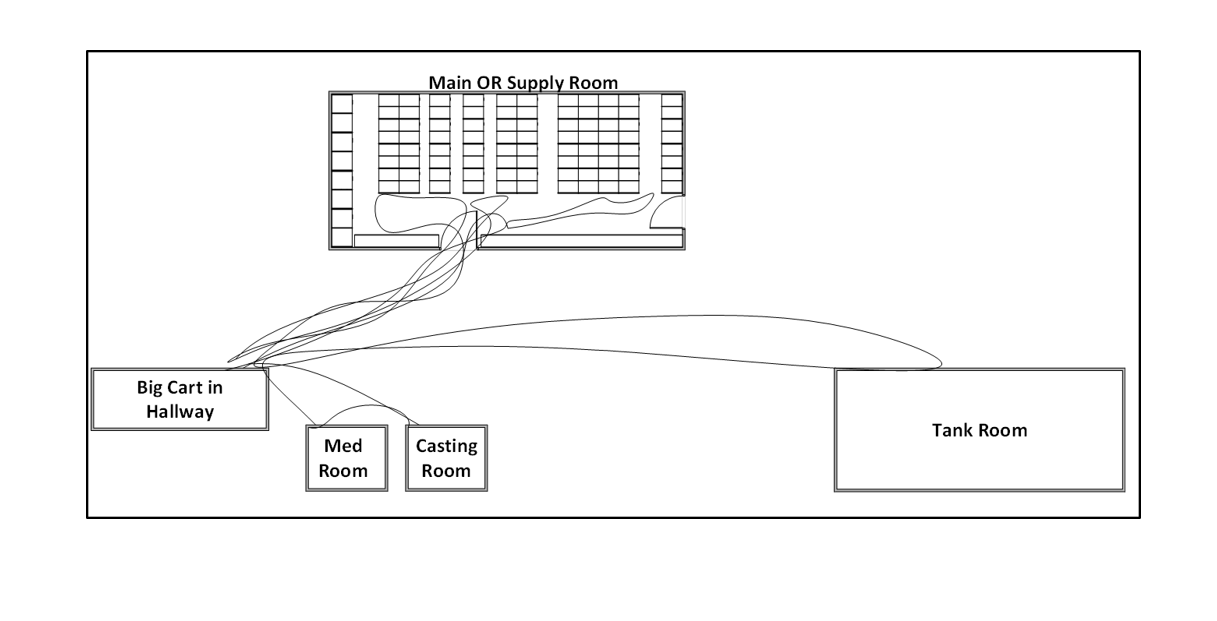 Main OR Supply Room
Big Cart in
Hallway
Med
Room
Casting
Room
Tank Room